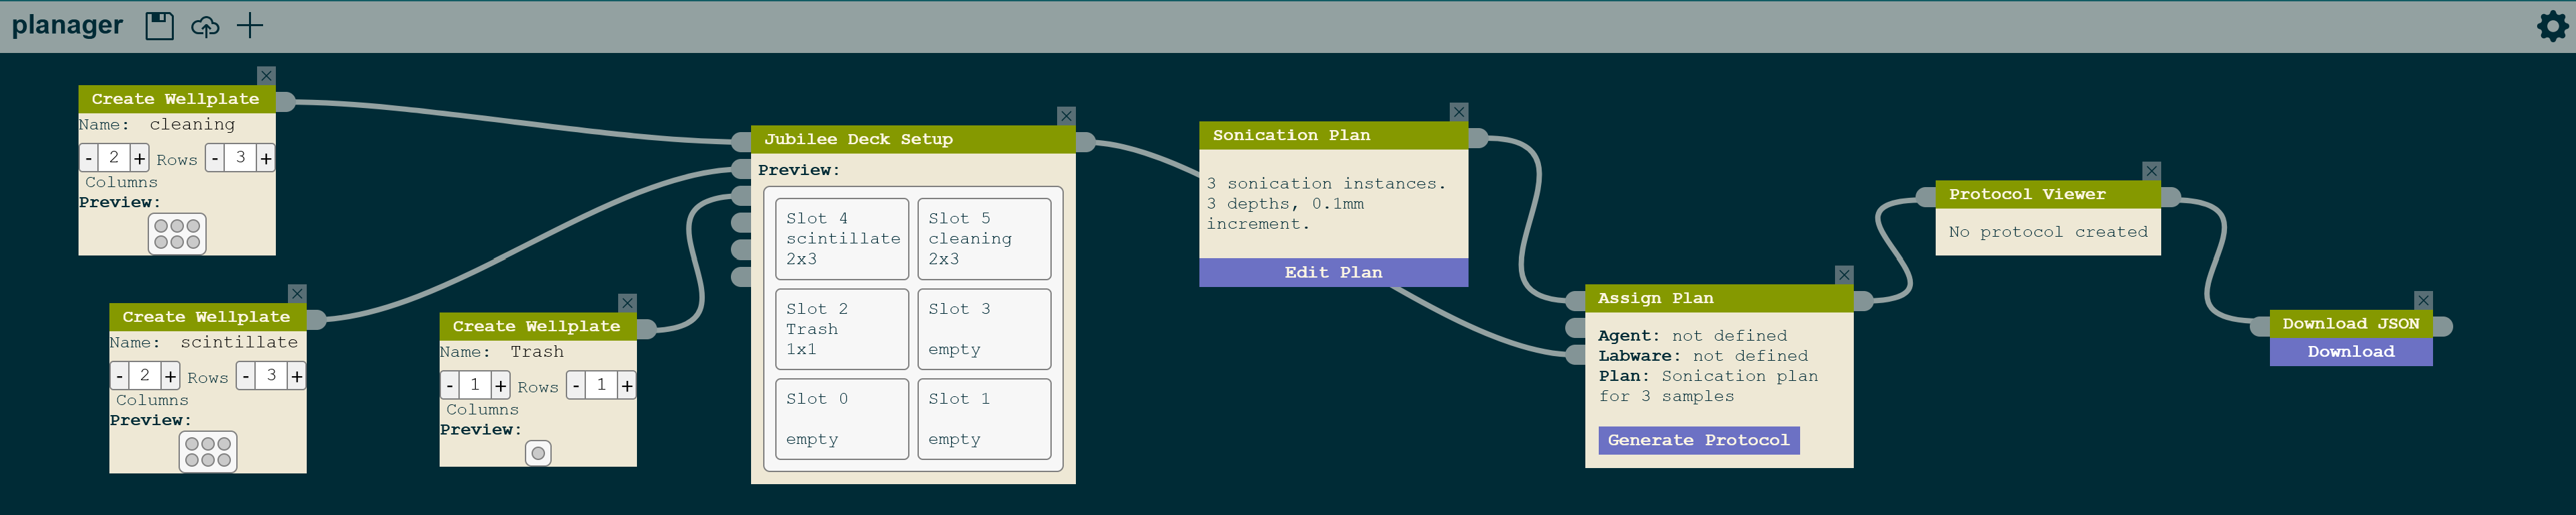 planager
Create Wellplate
Name: cleaning
- 2 + Rows - 3 +
Columns
Preview:
Create Wellplate
Name: scintillate
- 2 + Rows - 3 +
Columns
Preview:
Create Wellplate
Name: Trash
- 1 + Rows - 1 +
Columns
Preview:
Jubilee Deck Setup
Preview:
Slot 4
scintillate
2x3
Slot 5
cleaning
2x3
Slot 2
Trash
1x1
Slot 3
empty
Slot 0
empty
Slot 1
empty
Sonication Plan
3 sonication instances.
3 depths, 0.1mm
increment.
Edit Plan
Assign Plan
Agent: not defined
Labware: not defined
Plan: Sonication plan
for 3 samples
Generate Protocol
Protocol Viewer
No protocol created
Download JSON
Download